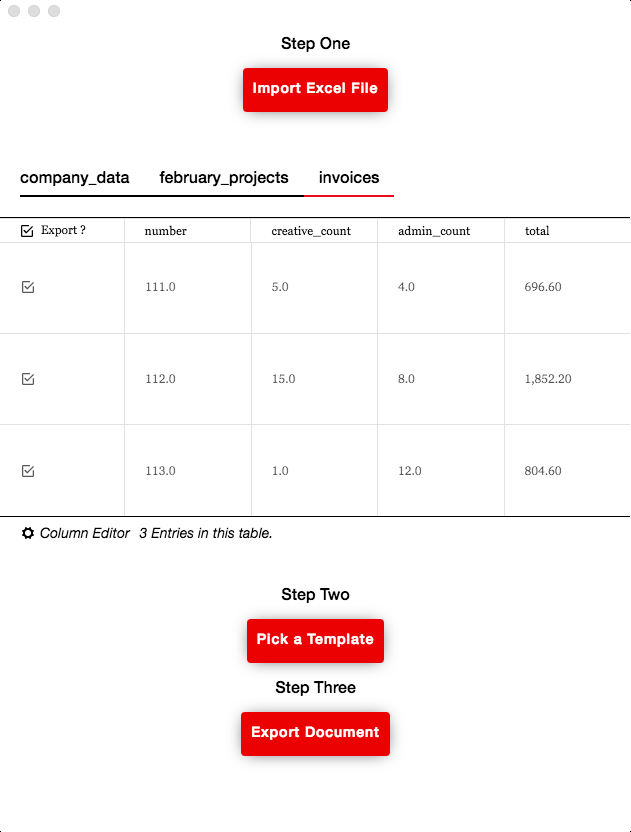 Step One
Import Excel File
company_data february_projects invoices
Export ? number creative_count admin_count total
111.0 5.0 4.0 696.60
112.0 15.0 8.0 1,852.20
113.0 1.0 12.0 804.60
Column Editor 3 Entries in this table.
Step Two
Pick a Template
Step Three
Export Document